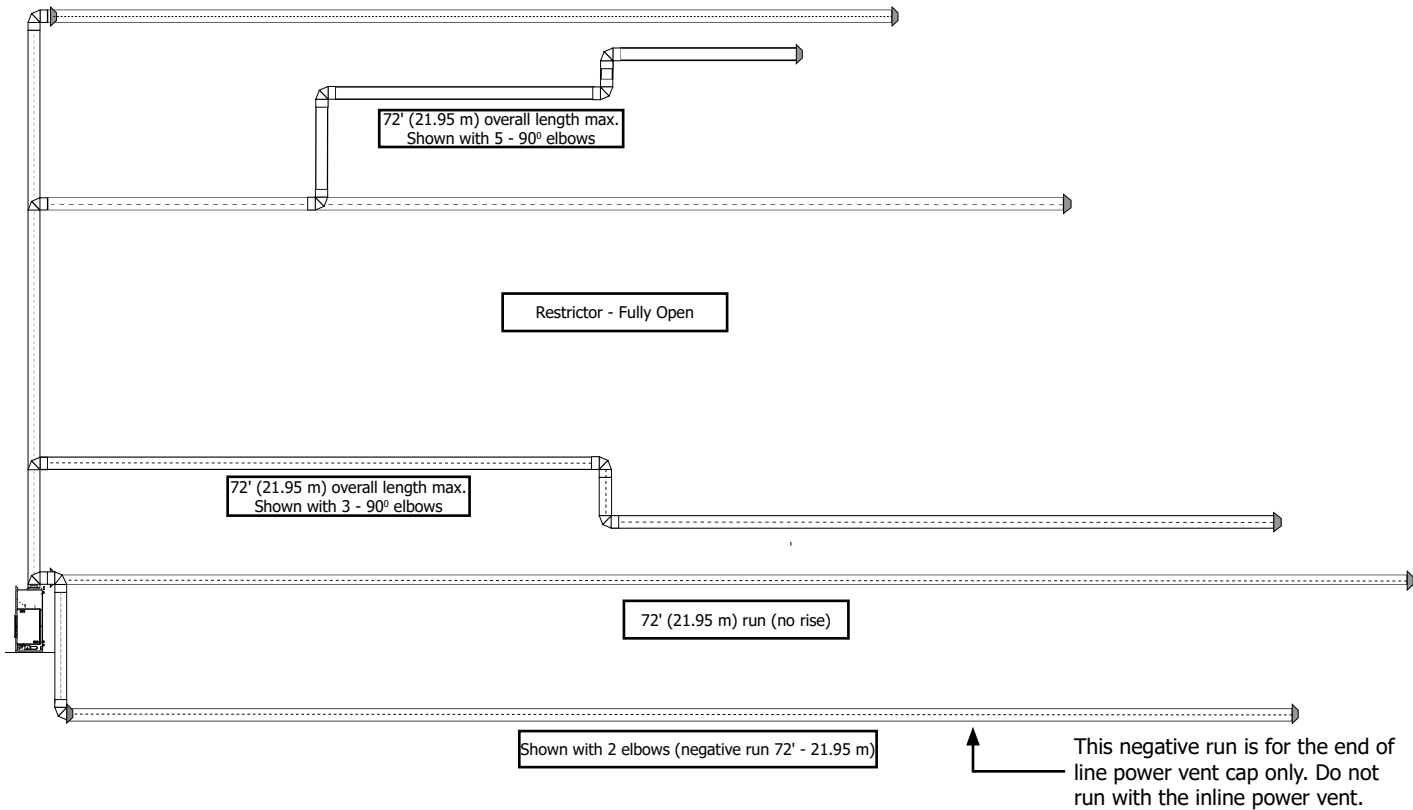 72' (21.95 m) overall length max.
Shown with 5 - 90⁰ elbows
Restrictor - Fully Open
72' (21.95 m) overall length max.
Shown with 3 - 90⁰ elbows
72' (21.95 m) run (no rise)
Shown with 2 elbows (negative run 72' - 21.95 m)
This negative run is for the end of
line power vent cap only. Do not
run with the inline power vent.